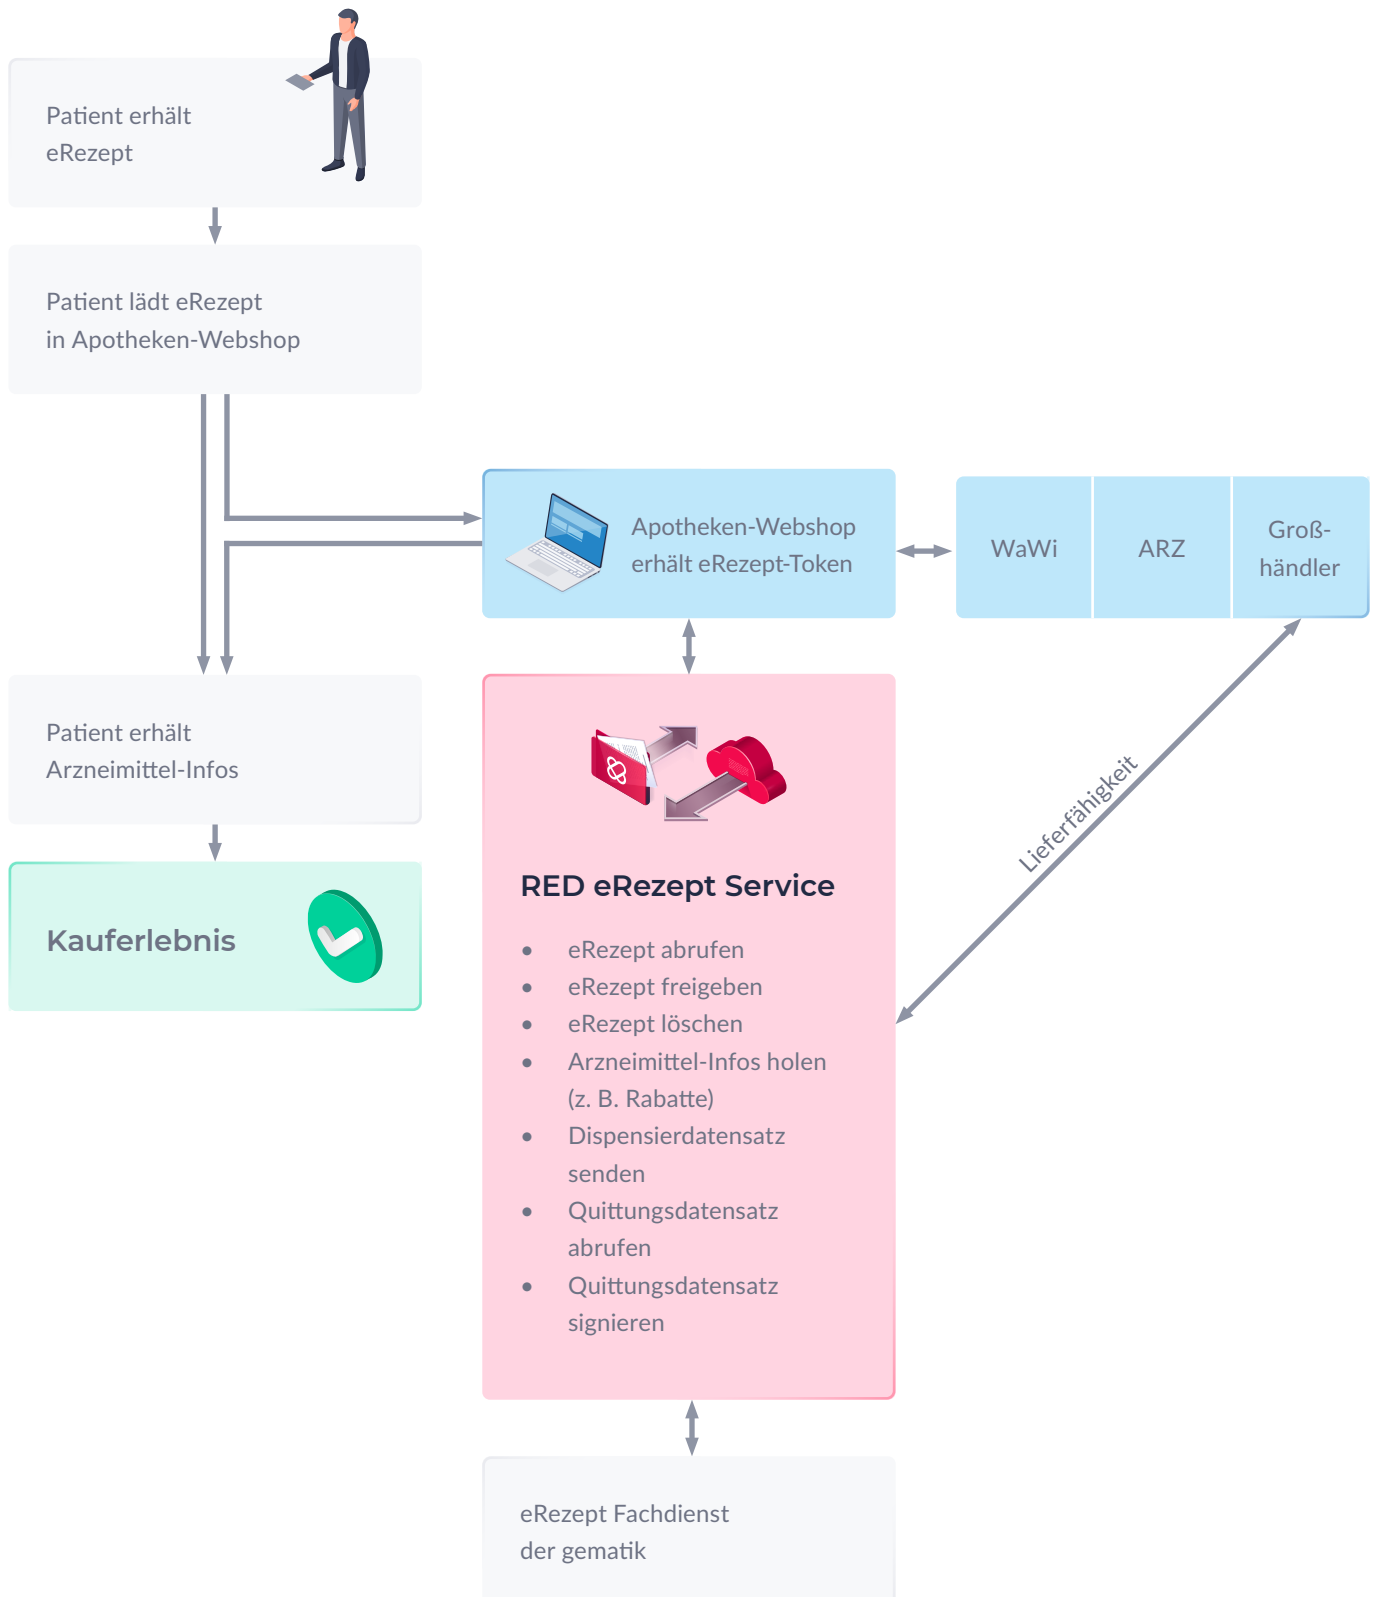 Patient erhält
eRezept
Patient lädt eRezept
in Apotheken-Webshop
Apotheken-Webshop
erhält eRezept-Token
WaWi
ARZ
Groß-
händler
Patient erhält
Arzneimittel-Infos
Kauferlebnis
Lieferfähigkeit
RED eRezept Service
• eRezept abrufen
• eRezept freigeben
• eRezept löschen
• Arzneimittel-Infos holen
(z. B. Rabatte)
• Dispensierdatensatz
senden
• Quittungsdatensatz
abrufen
• Quittungsdatensatz
signieren
eRezept Fachdienst
der gematik